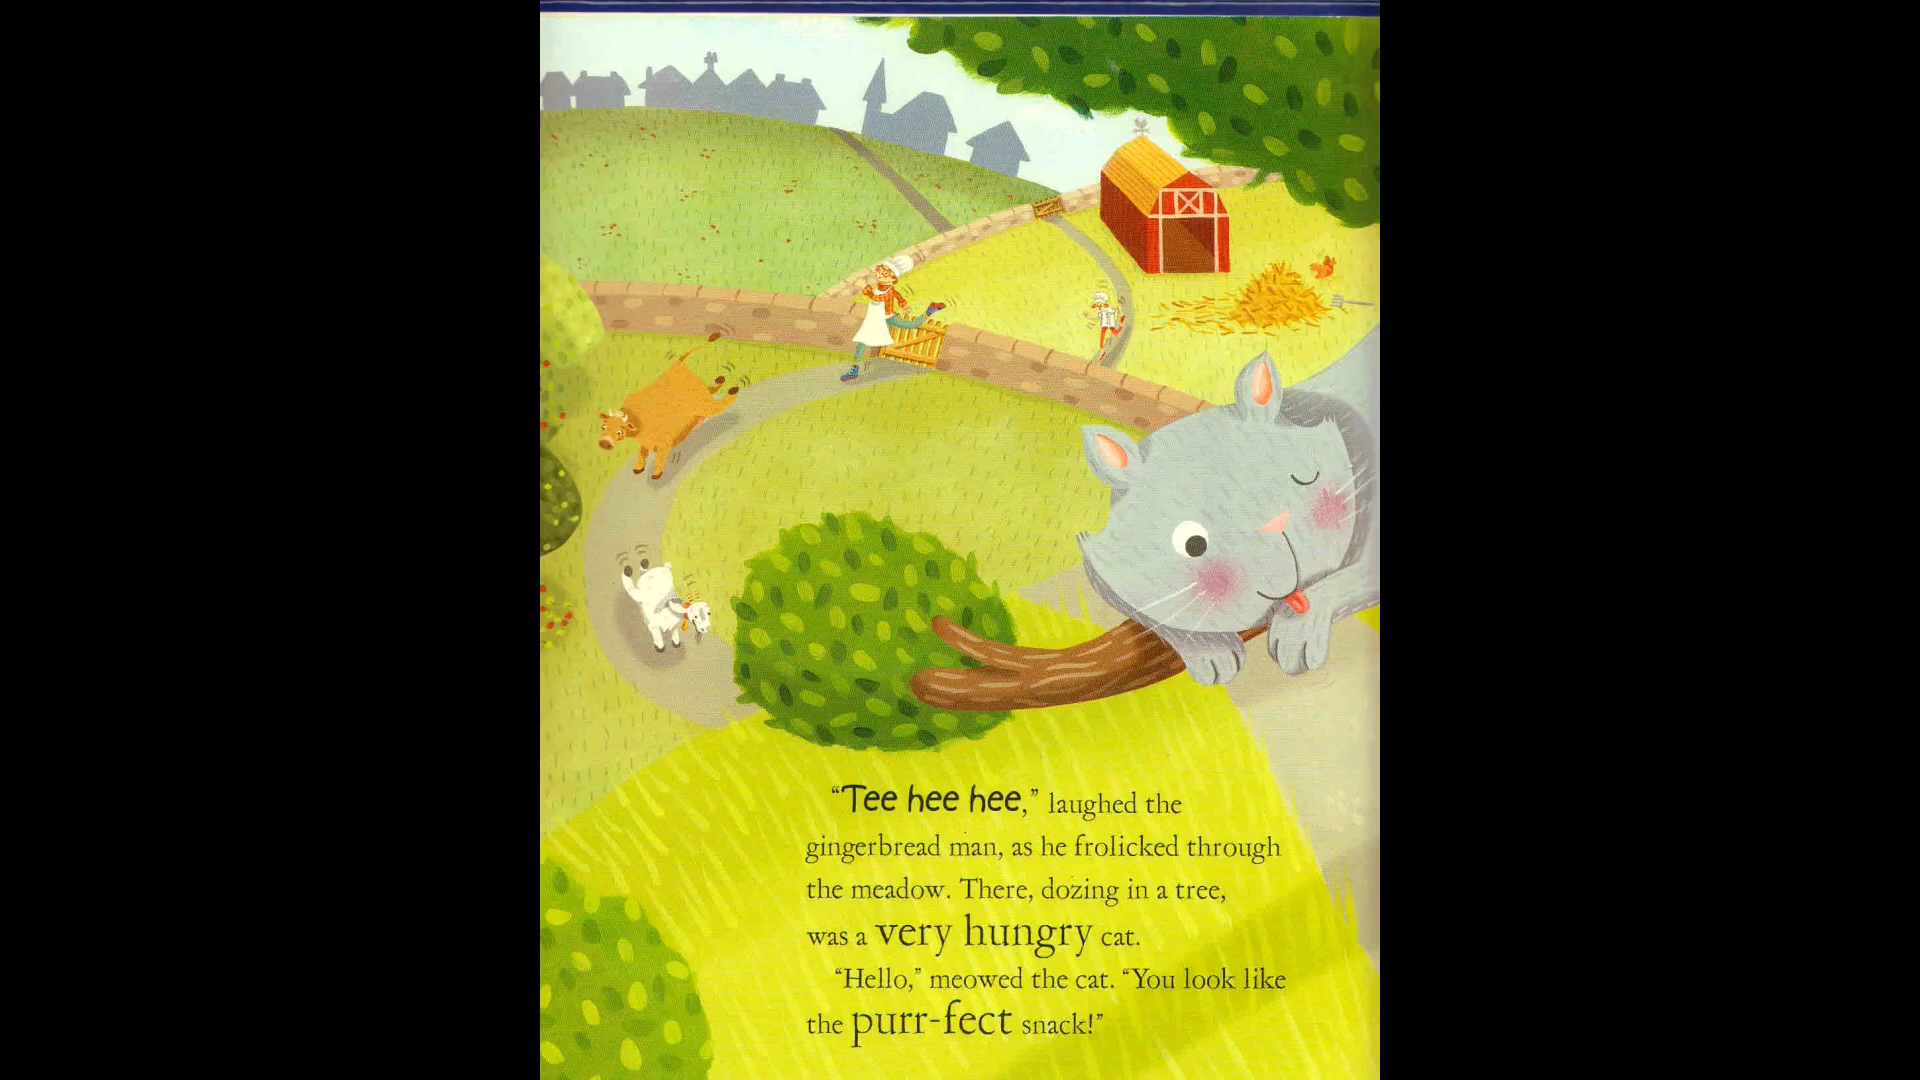 “Tee hee hee,” laughed the
gingerbread man, as he frolicked through
the meadow. There, dozing in a tree,
was a very hungry cat.
“Hello,” meowed the cat. “You look like
the purr-fect snack!”